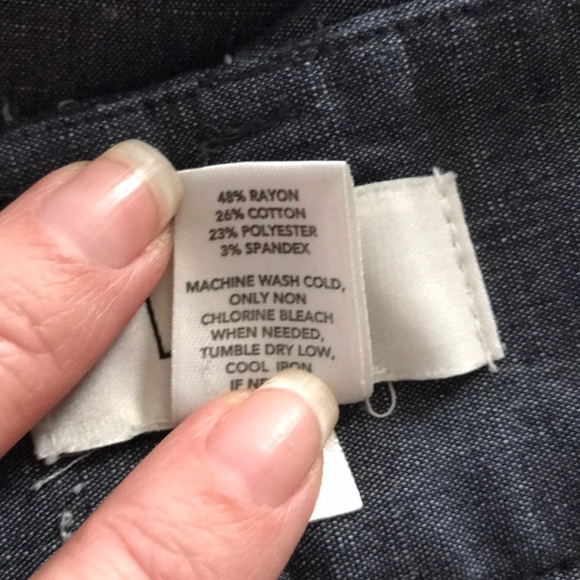 48% RAYON
26% COTTON
23% POLYESTER
3% SPANDEX
MACHINE WASH COLD,
ONLY NON
CHLORINE BLEACH
WHEN NEEDED,
TUMBLE DRY LOW,
COOL IRON
IF